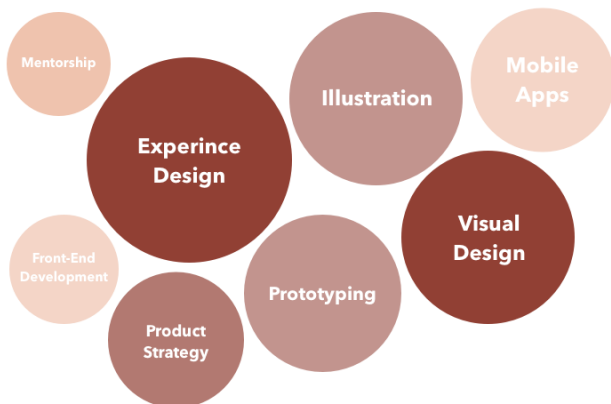 Mentorship
Experince
Design
Illustration
Mobile
Apps
Visual
Design
Front-End
Development
Prototyping
Product
Strategy